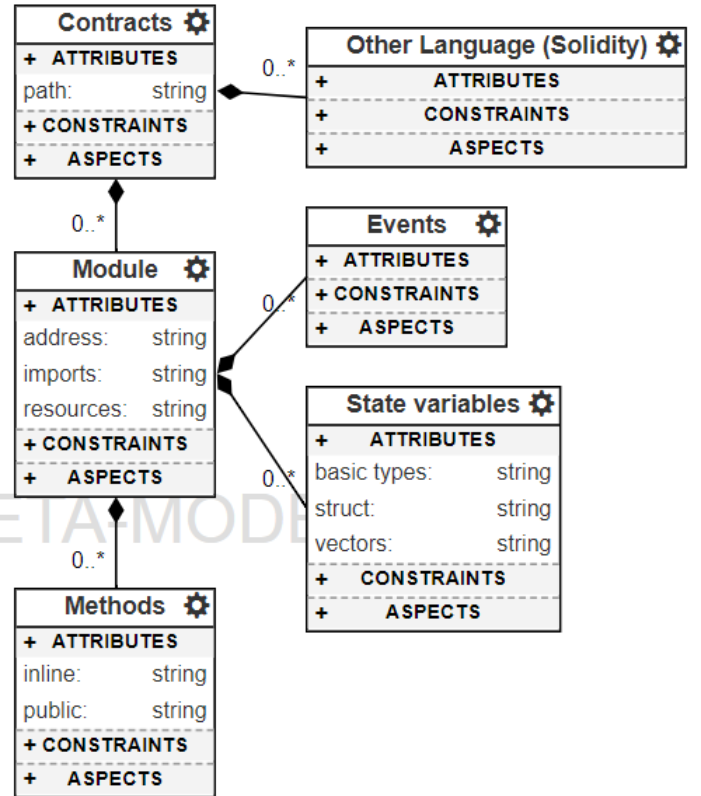 Contracts
+ ATTRIBUTES
path: string
+ CONSTRAINTS
+ ASPECTS
0..*
Other Language (Solidity)
+ ATTRIBUTES
+ CONSTRAINTS
+ ASPECTS
0..*
Module
+ ATTRIBUTES
address: string
imports: string
resources: string
+ CONSTRAINTS
+ ASPECTS
0..*
Events
+ ATTRIBUTES
+ CONSTRAINTS
+ ASPECTS
0..*
State variables
+ ATTRIBUTES
basic types: string
struct: string
vectors: string
+ CONSTRAINTS
+ ASPECTS
ETA-MODE
0..*
Methods
+ ATTRIBUTES
inline: string
public: string
+ CONSTRAINTS
+ ASPECTS